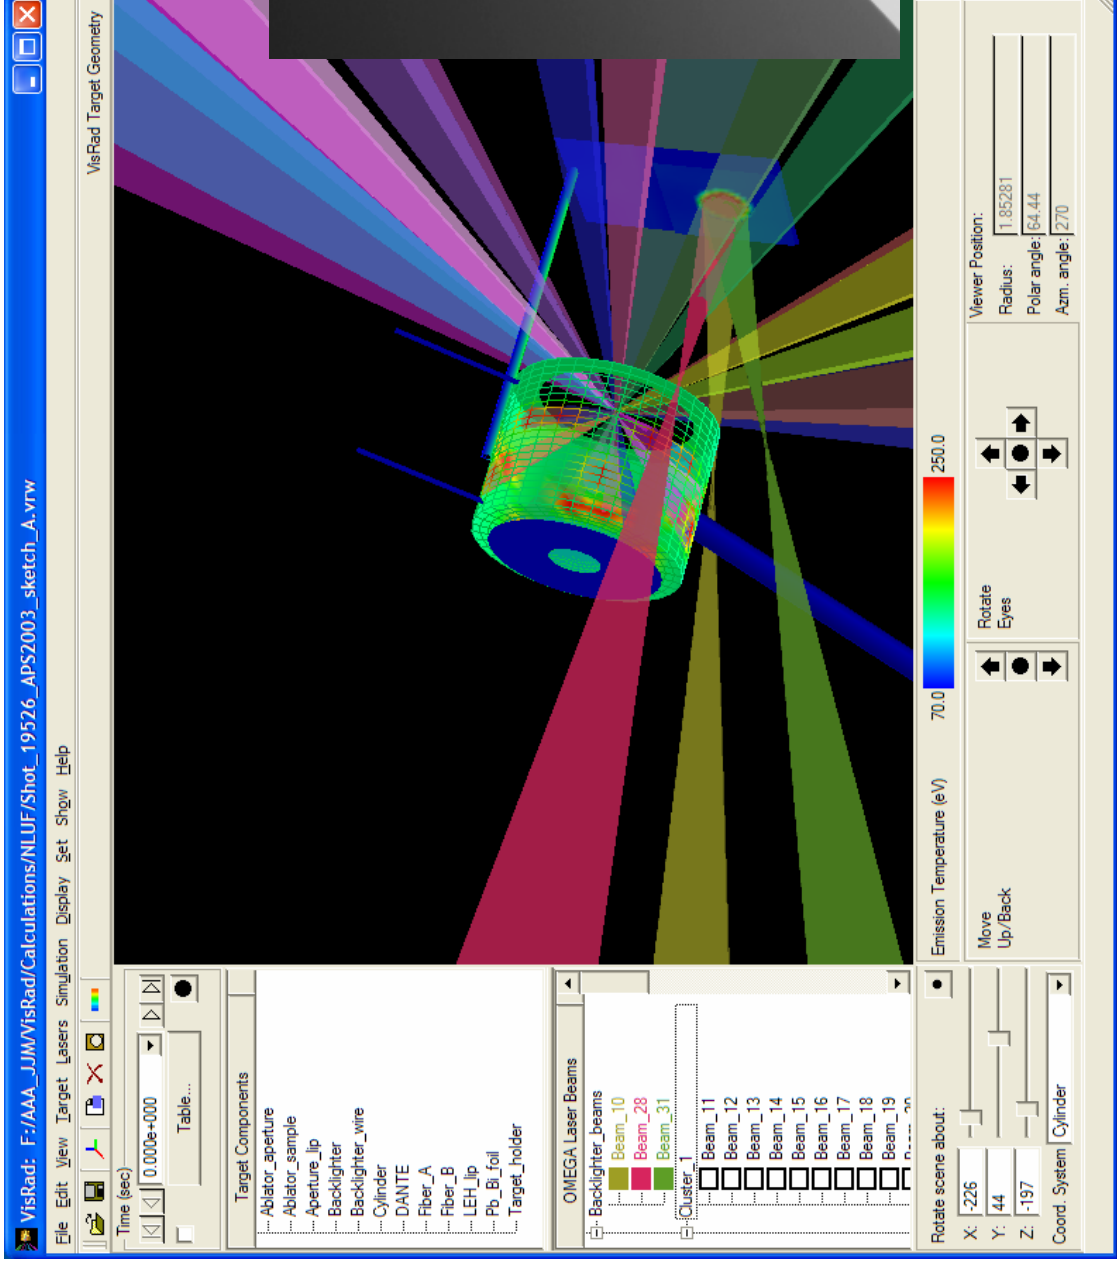 VisRad: F:/AAA_JJM/VisRad/Calculations/NLUF/Shot_19526_APS2003_sketch_A.vrw
File Edit View Target Lasers Simulation Display Set Show Help
Time (sec)
0.000e+000
Table...
VisRad Target Geometry
Target Components
Ablator_aperture
Ablator_sample
Aperture_lip
Backlighter
Backlighter_wire
Cylinder
DANTE
Fiber_A
Fiber_B
LEH_lip
Pb_Bi_foil
Target_holder
OMEGA Laser Beams
Backlighter_beams
Beam_10
Beam_28
Beam_31
Cluster_1
Beam_11
Beam_12
Beam_13
Beam_14
Beam_15
Beam_16
Beam_17
Beam_18
Beam_19
Emission Temperature (eV)
70.0
250.0
Rotate scene about:
X: -226
Y: 44
Z: -197
Coord. System Cylinder
Move
Up/Back
Rotate
Eyes
Viewer Position:
Radius: 1.85281
Polar angle: 64.44
Azm. angle: 270